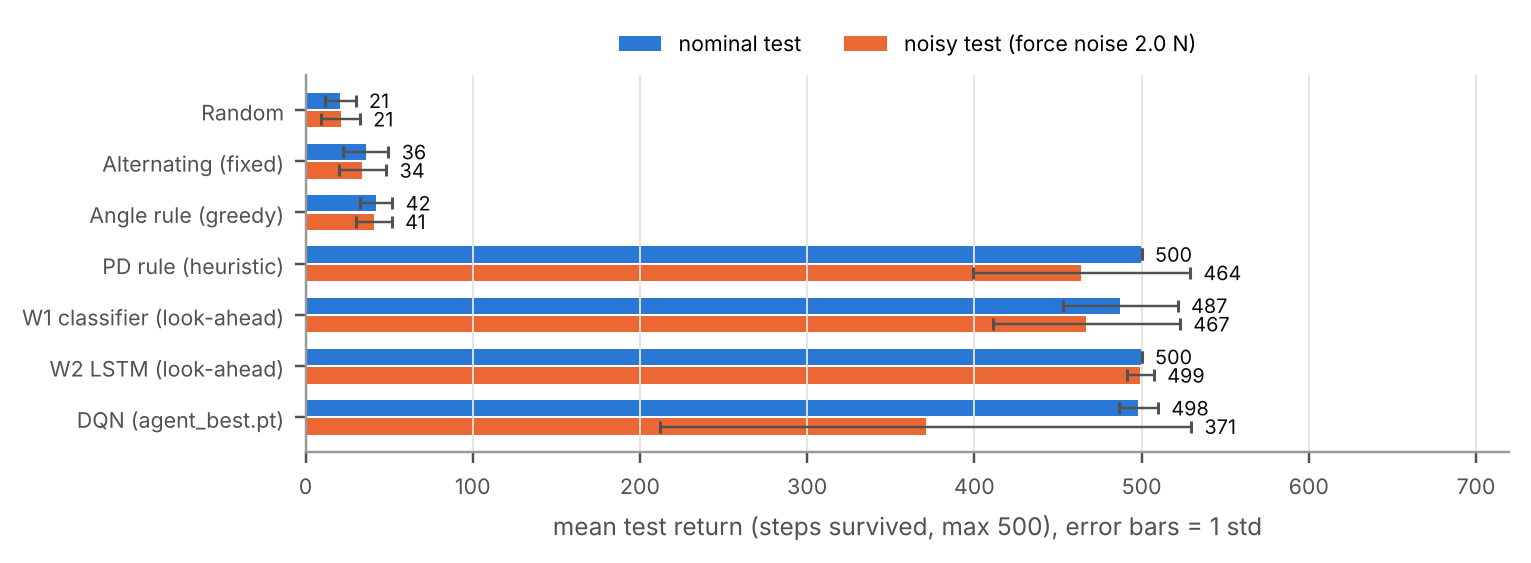 nominal test noisy test (force noise 2.0 N)
Random 21
21
Alternating (fixed) 36
34
Angle rule (greedy) 42
41
PD rule (heuristic) 500
464
W1 classifier (look-ahead) 487
467
W2 LSTM (look-ahead) 500
499
DQN (agent_best.pt) 498
371
0 100 200 300 400 500 600 700
mean test return (steps survived, max 500), error bars = 1 std